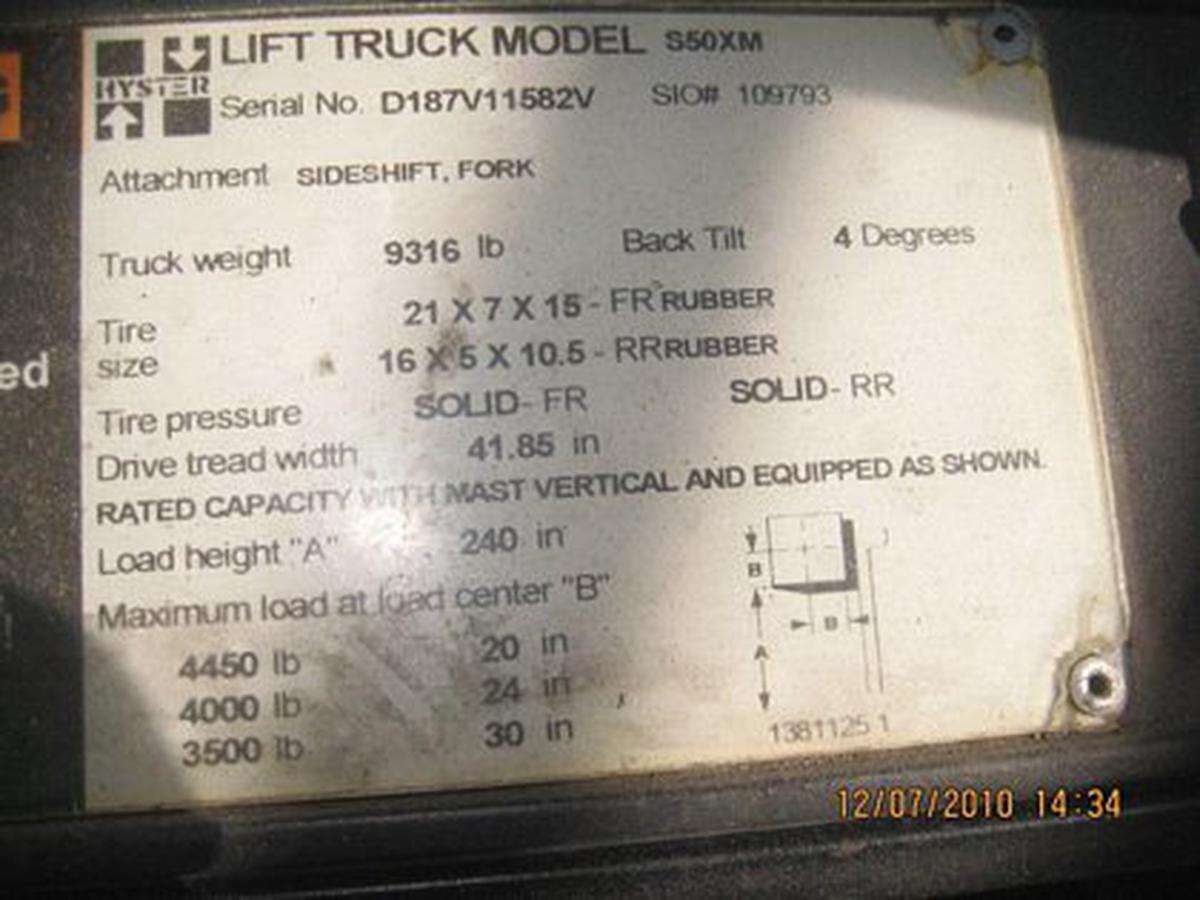 LIFT TRUCK MODEL S50XM
HYSTER
Serial No. D187V11582V SIO# 109793
Attachment SIDESHIFT, FORK
Truck weight 9316 lb Back Tilt 4 Degrees
Tire 21 X 7 X 15 - FR RUBBER
size 16 X 5 X 10.5 - RR RUBBER
Tire pressure SOLID- FR SOLID- RR
ed
Drive tread width 41.85 in
RATED CAPACITY WITH MAST VERTICAL AND EQUIPPED AS SHOWN.
Load height "A" 240 in
B
Maximum load at load center "B"
B
4450 lb 20 in
A
4000 lb 24 in
3500 lb 30 in
1381125 1
12/07/2010 14:34